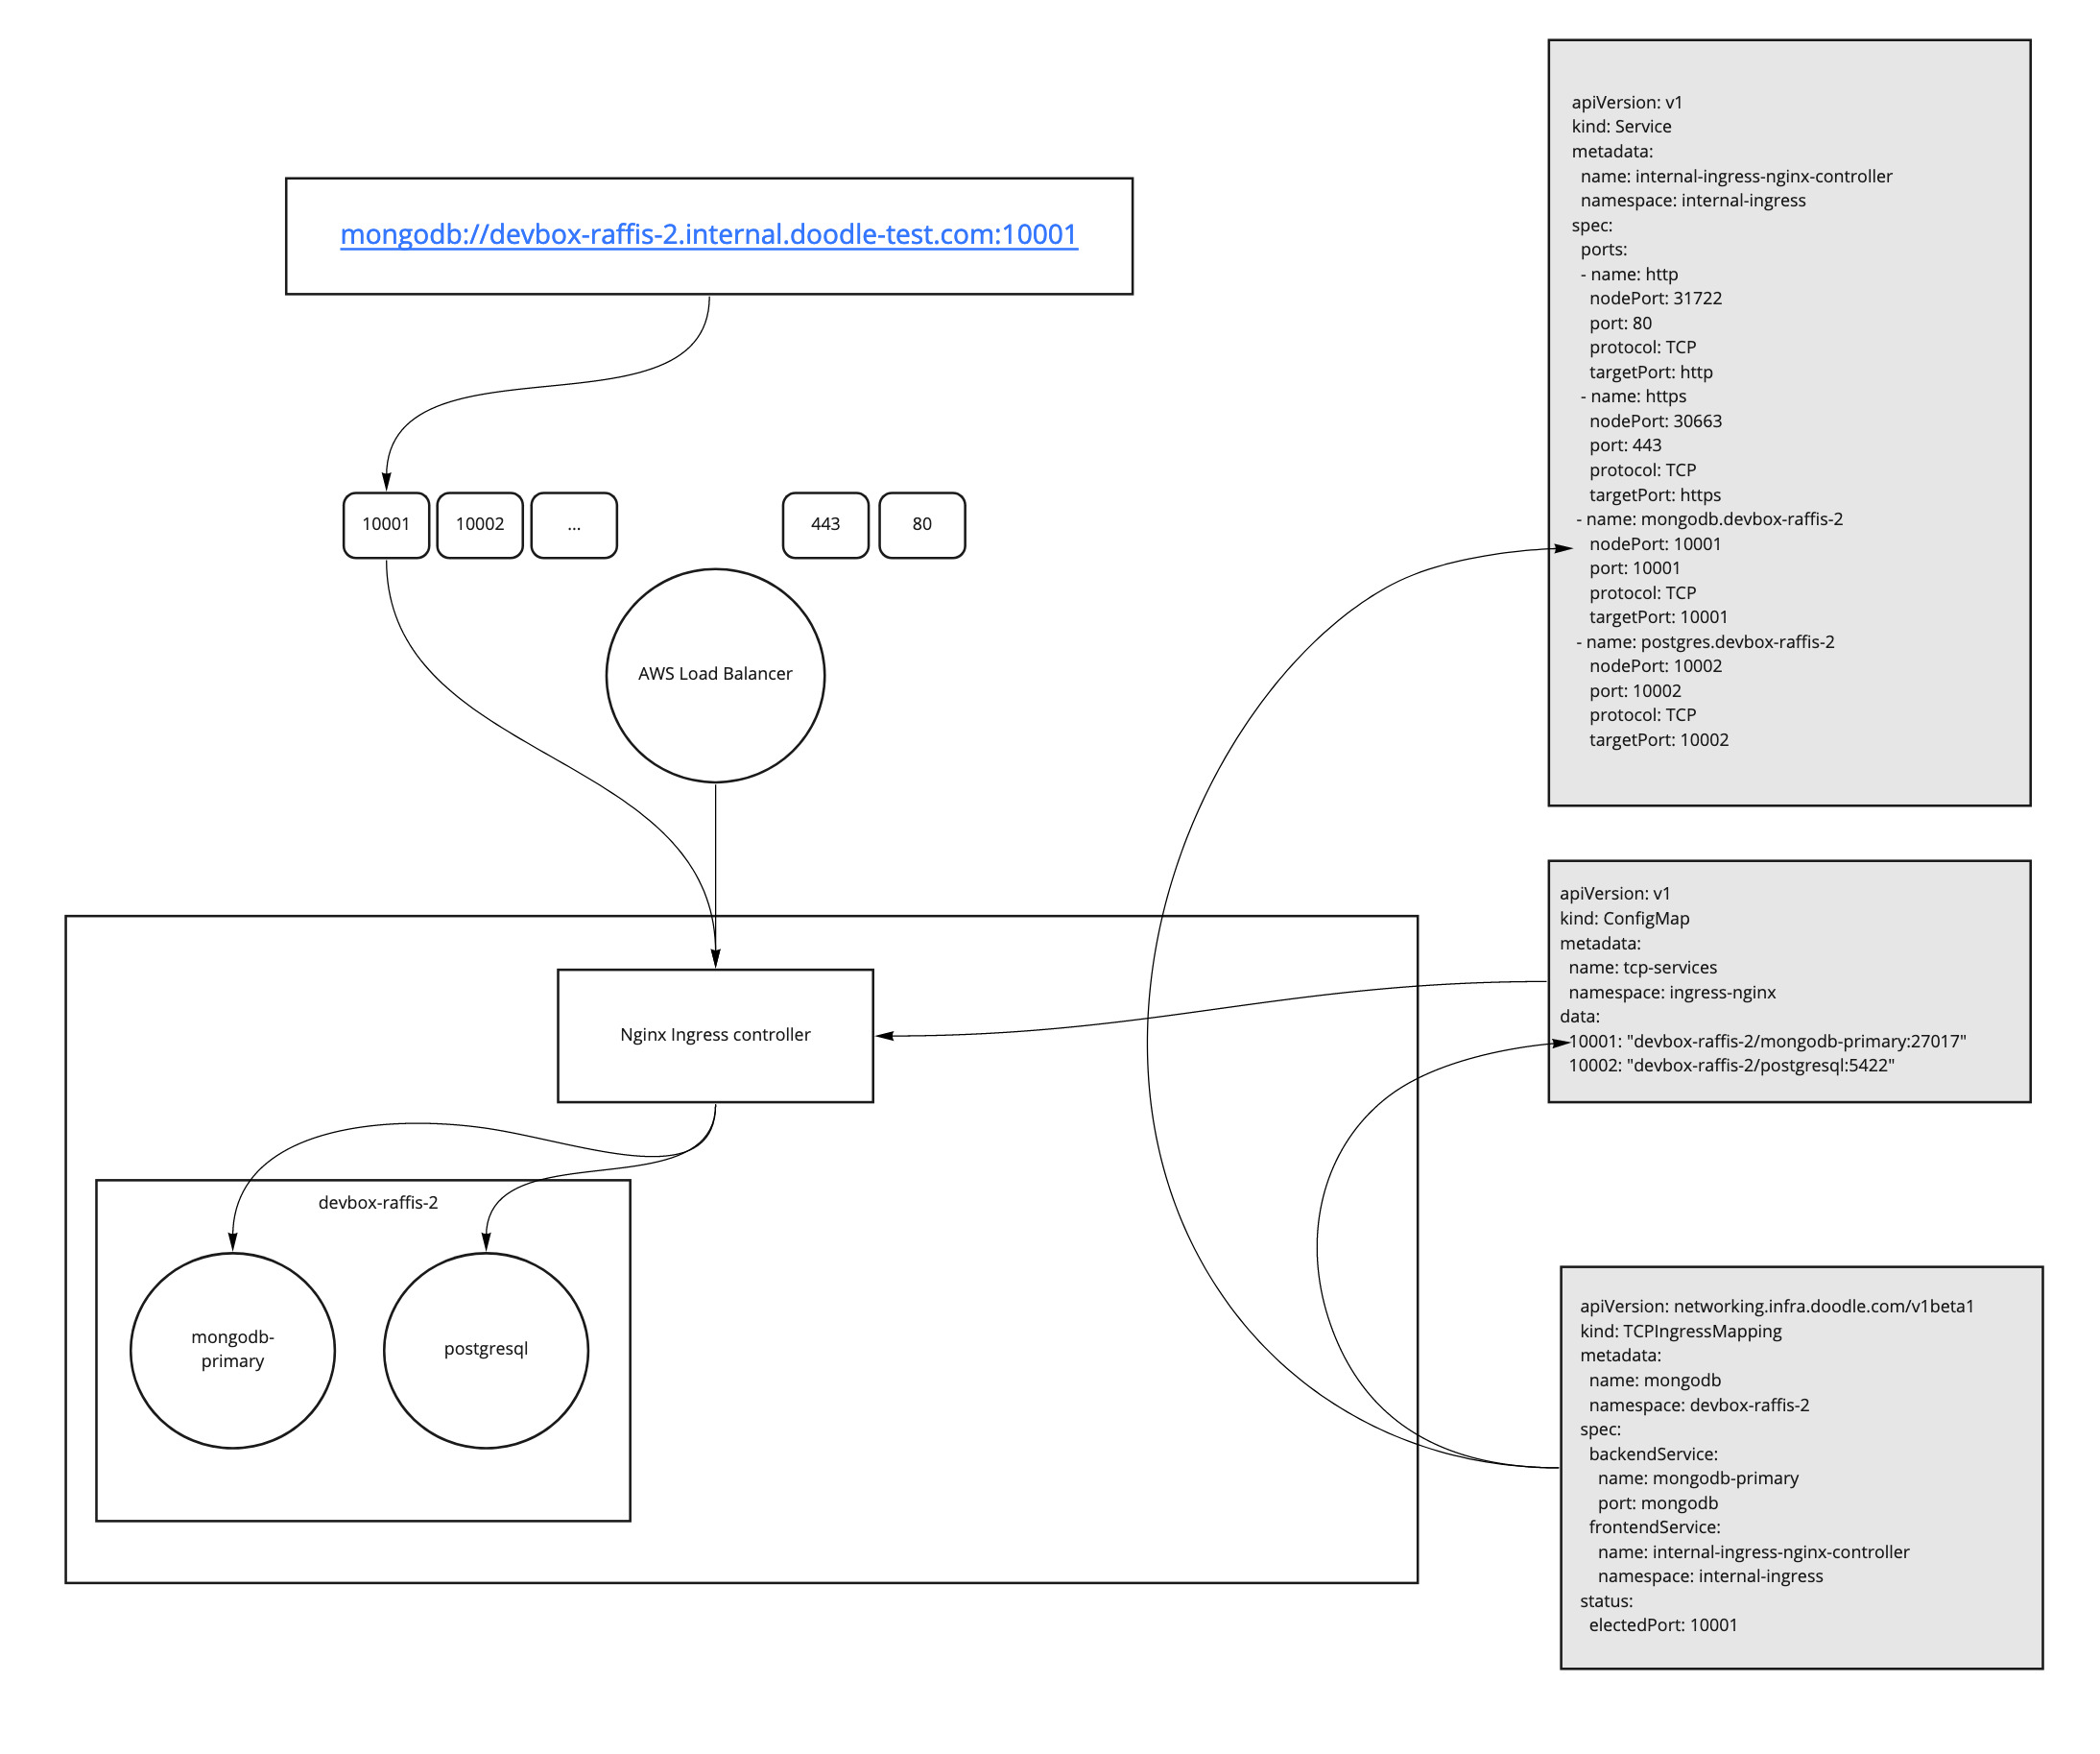 mongodb://devbox-raffis-2.internal.doodle-test.com:10001
10001
10002
...
443
80
AWS Load Balancer
Nginx Ingress controller
devbox-raffis-2
mongodb-
primary
postgresql
apiVersion: v1
kind: Service
metadata:
  name: internal-ingress-nginx-controller
  namespace: internal-ingress
spec:
  ports:
  - name: http
    nodePort: 31722
    port: 80
    protocol: TCP
    targetPort: http
  - name: https
    nodePort: 30663
    port: 443
    protocol: TCP
    targetPort: https
 - name: mongodb.devbox-raffis-2
    nodePort: 10001
    port: 10001
    protocol: TCP
    targetPort: 10001
 - name: postgres.devbox-raffis-2
    nodePort: 10002
    port: 10002
    protocol: TCP
    targetPort: 10002
apiVersion: v1
kind: ConfigMap
metadata:
  name: tcp-services
  namespace: ingress-nginx
data:
  10001: "devbox-raffis-2/mongodb-primary:27017"
  10002: "devbox-raffis-2/postgresql:5422"
apiVersion: networking.infra.doodle.com/v1beta1
kind: TCPIngressMapping
metadata:
  name: mongodb
  namespace: devbox-raffis-2
spec:
  backendService:
    name: mongodb-primary
    port: mongodb
  frontendService:
    name: internal-ingress-nginx-controller
    namespace: internal-ingress
status:
  electedPort: 10001